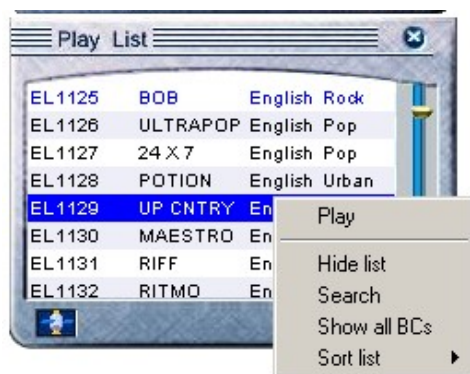 Play List
EL1125 BOB English Rock
EL1126 ULTRAPOP English Pop
EL1127 24 X 7 English Pop
EL1128 POTION English Urban
EL1129 UP CNTRY En
EL1130 MAESTRO En
EL1131 RIFF En
EL1132 RITMO En
Play
Hide list
Search
Show all BCs
Sort list